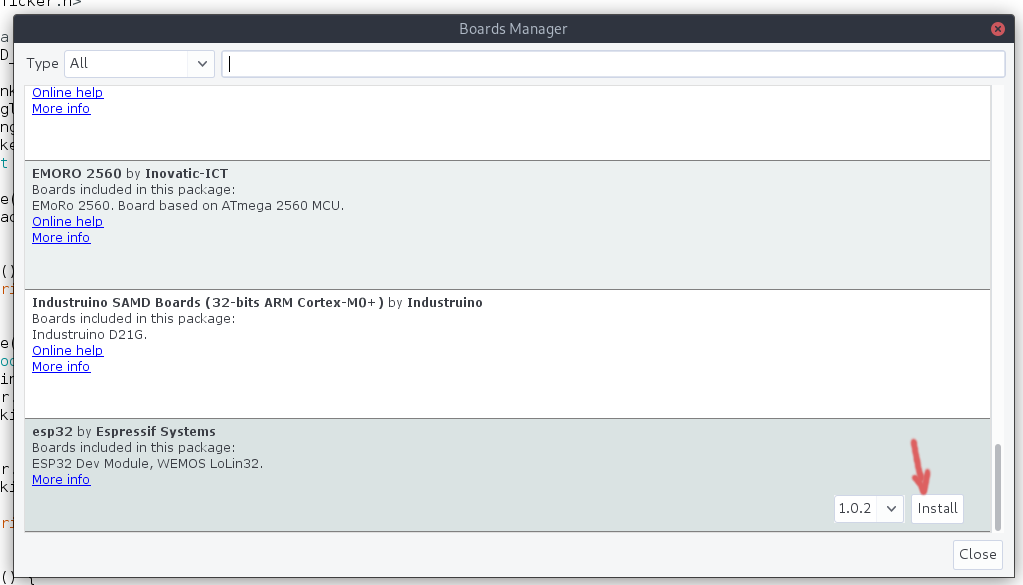 Ticker.h>
Boards Manager
Type All
Online help
More info
EMORO 2560 by Inovatic-ICT
Boards included in this package:
EMoRo 2560. Board based on ATmega 2560 MCU.
Online help
More info
Industruino SAMD Boards (32-bits ARM Cortex-M0+) by Industruino
Boards included in this package:
Industruino D21G.
Online help
More info
esp32 by Espressif Systems
Boards included in this package:
ESP32 Dev Module, WEMOS LoLin32.
More info
1.0.2 Install
Close
() {